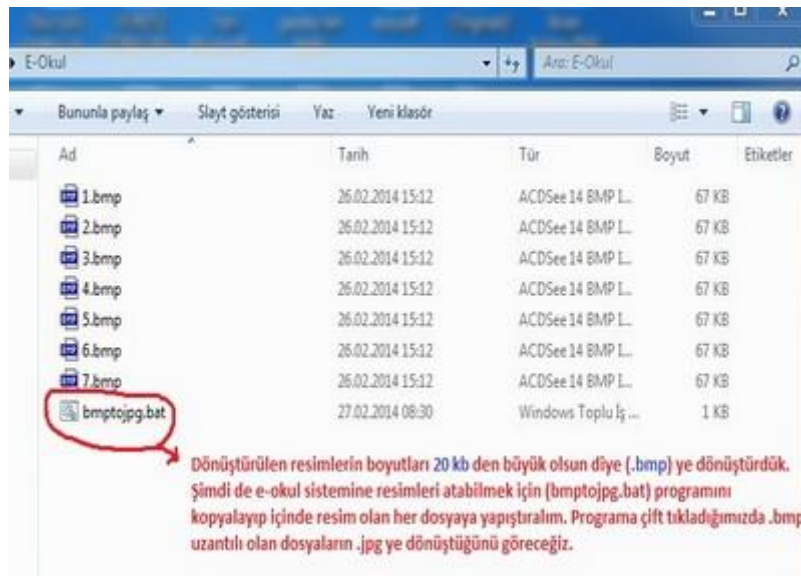 E-Okul
Ara: E-Okul
Bununla paylaş Slayt gösterisi Yaz Yeni klasör
Ad Tarih Tür Boyut Etiketler
1.bmp 26.02.2014 15:12 ACDSee 14 BMP I... 67 KB
2.bmp 26.02.2014 15:12 ACDSee 14 BMP I... 67 KB
3.bmp 26.02.2014 15:12 ACDSee 14 BMP I... 67 KB
4.bmp 26.02.2014 15:12 ACDSee 14 BMP I... 67 KB
5.bmp 26.02.2014 15:12 ACDSee 14 BMP I... 67 KB
6.bmp 26.02.2014 15:12 ACDSee 14 BMP I... 67 KB
7.bmp 26.02.2014 15:12 ACDSee 14 BMP I... 67 KB
bmptojpg.bat 27.02.2014 08:30 Windows Toplu İş ... 1 KB
Dönüştürülen resimlerin boyutları 20 kb den büyük olsun diye (.bmp) ye dönüştürdük.
Şimdi de e-okul sistemine resimleri atabilmek için (bmptojpg.bat) programını
kopyalayıp içinde resim olan her dosyaya yapıştıralım. Programa çift tıkladığımızda .bmp
uzantılı olan dosyaların .jpg ye dönüştüğünü göreceğiz.